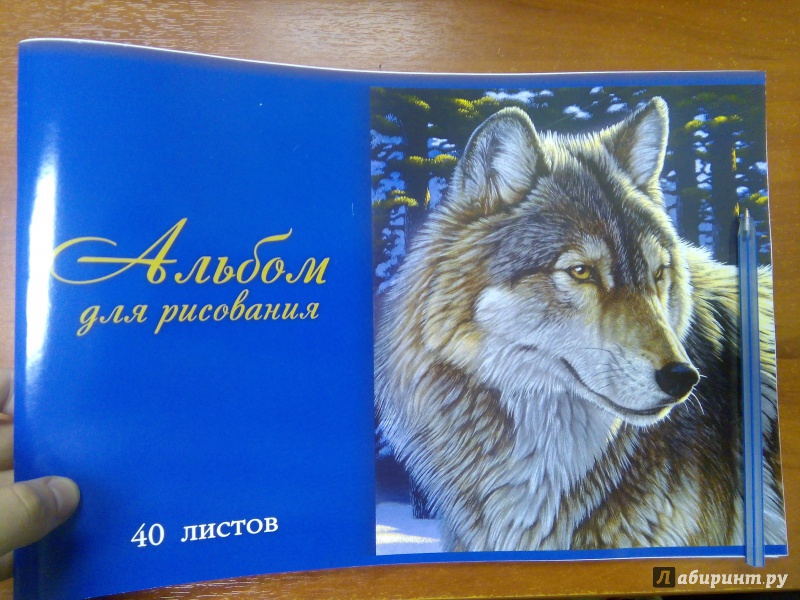 Альбом
для рисования
40 листов
Лабиринт.ру